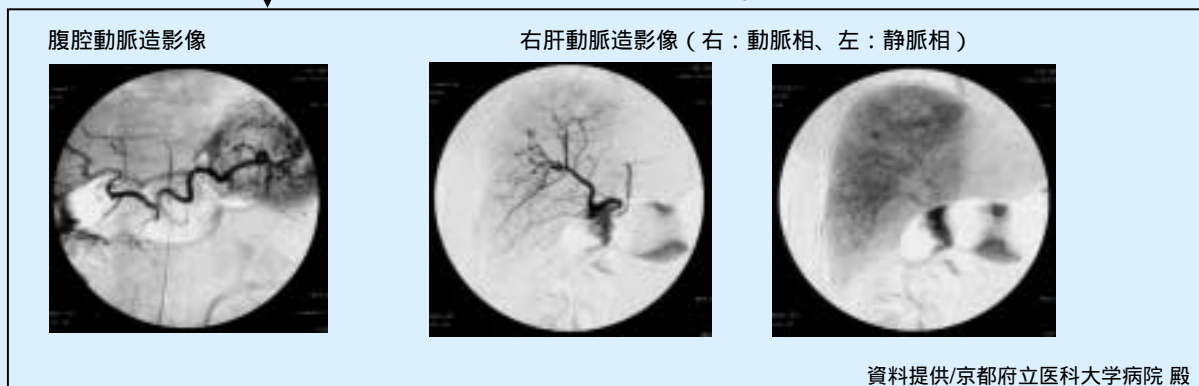 腹腔動脈造影像
右肝動脈造影像（右：動脈相、左：静脈相）
資料提供/京都府立医科大学病院 殿